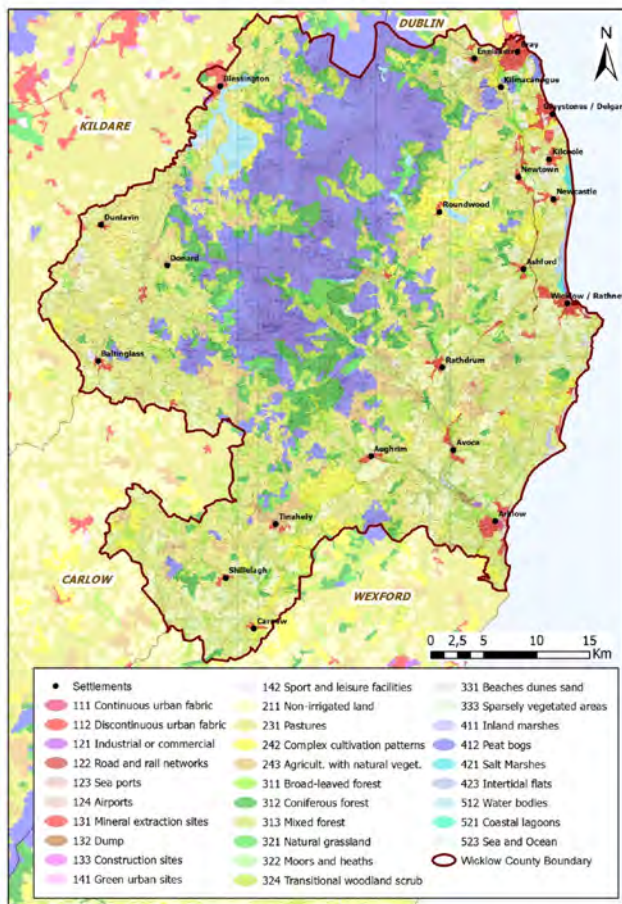 DUBLIN
Bray
Enniskerry
Blessington
Kilmacanogue
Greystones / Delgany
KILDARE
Kilcoole
Newtown
Newcastle
Roundwood
Dunlavin
Donard
Ashford
Wicklow / Rathnew
Baltinglass
Rathdrum
Avoca
Aughrim
Arklow
Tinahely
Shillelagh
CARLOW
WEXFORD
Carnew
0 2,5 5 10 15
Km
Settlements
111 Continuous urban fabric
112 Discontinuous urban fabric
121 Industrial or commercial
122 Road and rail networks
123 Sea ports
124 Airports
131 Mineral extraction sites
132 Dump
133 Construction sites
141 Green urban sites
142 Sport and leisure facilities
211 Non-irrigated land
231 Pastures
242 Complex cultivation patterns
243 Agricult. with natural veget.
311 Broad-leaved forest
312 Coniferous forest
313 Mixed forest
321 Natural grassland
322 Moors and heaths
324 Transitional woodland scrub
331 Beaches dunes sand
333 Sparsely vegetated areas
411 Inland marshes
412 Peat bogs
421 Salt Marshes
423 Intertidal flats
512 Water bodies
521 Coastal lagoons
523 Sea and Ocean
Wicklow County Boundary